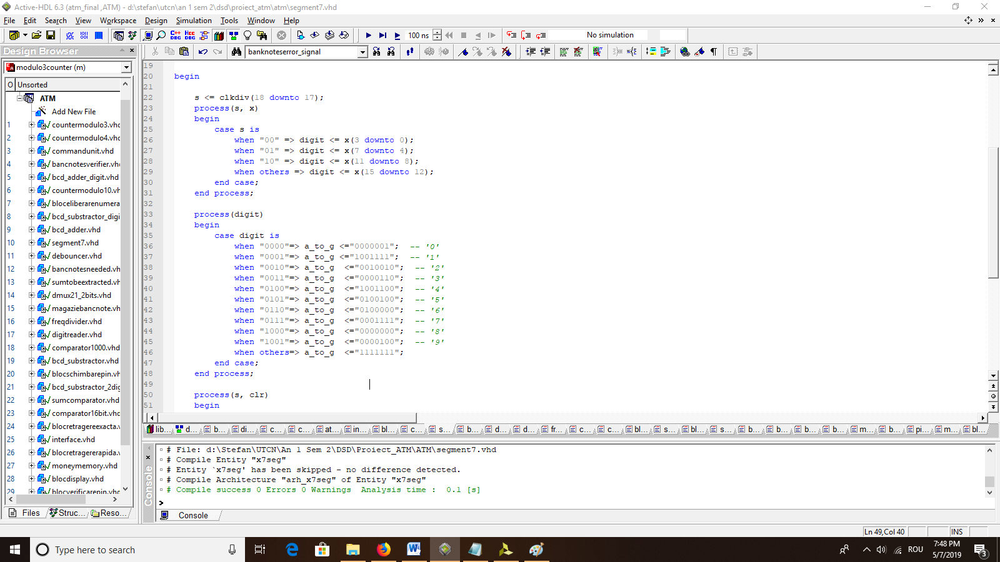 Active-HDL 6.3 (atm_final ,ATM) - d:\stefan\utcn\an 1 sem 2\dsd\proiect_atm\atm\segment7.vhd
File Edit Search View Workspace Design Simulation Tools Window Help
100 ns No simulation
Design Browser
banknoteserror_signal
modulo3counter (m)
O Unsorted
ATM
Add New File
1 countermodulo3.vhd
2 countermodulo4.vhd
3 commandunit.vhd
4 bancnotesverifier.vh
5 bcd_adder_digit.vhd
6 countermodulo10.vh
7 bloceliberarenumera
8 bcd_substractor_digi
9 bcd_adder.vhd
10 segment7.vhd
11 debouncer.vhd
12 bancnotesneeded.vh
13 sumtobeextracted.vh
14 dmux21_2bits.vhd
15 magaziebancnote.vh
16 freqdivider.vhd
17 digitreader.vhd
18 comparator1000.vhd
19 bcd_substractor.vhd
20 blocschimbarepin.vh
21 bcd_substractor_2dig
22 sumcomparator.vhd
23 comparator16bit.vhd
24 blocretragereexacta.
25 interface.vhd
26 blocretragererapida.v
27 moneymemory.vhd
28 blocdisplay.vhd
29 blocverificarepin.vhd
Files Struc... Reso...
19
20 begin
21
22 s <= clkdiv(18 downto 17);
23 process(s, x)
24 begin
25 case s is
26 when "00" => digit <= x(3 downto 0);
27 when "01" => digit <= x(7 downto 4);
28 when "10" => digit <= x(11 downto 8);
29 when others => digit <= x(15 downto 12);
30 end case;
31 end process;
32
33 process(digit)
34 begin
35 case digit is
36 when "0000"=> a_to_g <="0000001"; -- '0'
37 when "0001"=> a_to_g <="1001111"; -- '1'
38 when "0010"=> a_to_g <="0010010"; -- '2'
39 when "0011"=> a_to_g <="0000110"; -- '3'
40 when "0100"=> a_to_g <="1001100"; -- '4'
41 when "0101"=> a_to_g <="0100100"; -- '5'
42 when "0110"=> a_to_g <="0100000"; -- '6'
43 when "0111"=> a_to_g <="0001111"; -- '7'
44 when "1000"=> a_to_g <="0000000"; -- '8'
45 when "1001"=> a_to_g <="0000100"; -- '9'
46 when others=> a_to_g <="1111111";
47 end case;
48 end process;
49
50 process(s, clr)
51 begin
lib... d... b... di... c... c... at... in... bl... c... s... b... d... d... fr... c... c... bl... s... bl... s... b... b... b... b... m... b... pi... m... bl...
# File: d:\Stefan\UTCN\An 1 Sem 2\DSD\Proiect_ATM\ATM\segment7.vhd
# Compile Entity "x7seg"
# Entity `x7seg' has been skipped - no difference detected.
# Compile Architecture "arh_x7seg" of Entity "x7seg"
# Compile success 0 Errors 0 Warnings Analysis time : 0.1 [s]
>
Console
Console
Ln 49,Col 40 INS
Type here to search
ROU
7:48 PM
5/7/2019
3